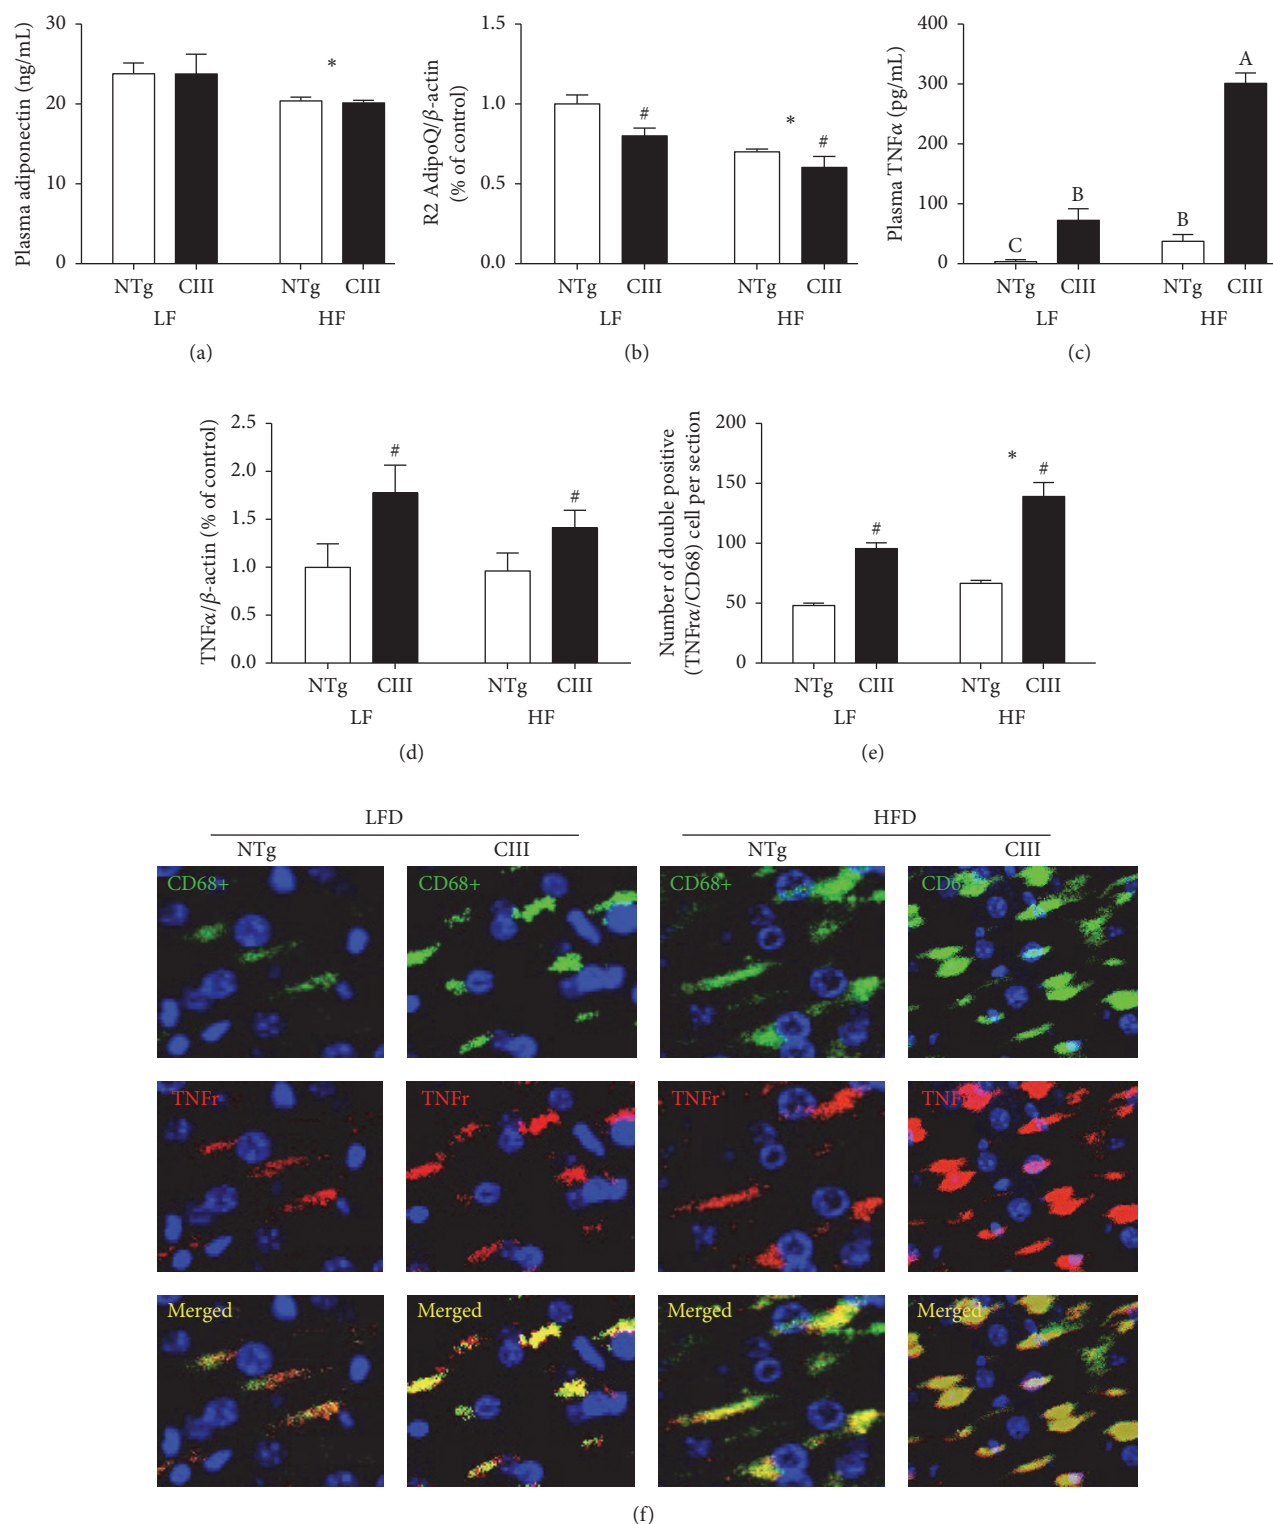 30
20
10
0
Plasma adiponectin (ng/mL)
*
NTg CIII NTg CIII
LF HF
(a)
1.5
1.0
0.5
0.0
R2 AdipoQ/β-actin
(% of control)
# * #
NTg CIII NTg CIII
LF HF
(b)
400
300
200
100
0
Plasma TNFα (pg/mL)
C B B A
NTg CIII NTg CIII
LF HF
(c)
2.5
2.0
1.5
1.0
0.5
0.0
TNFα/β-actin (% of control)
# #
NTg CIII NTg CIII
LF HF
(d)
200
150
100
50
0
Number of double positive
(TNFrα/CD68) cell per section
# * #
NTg CIII NTg CIII
LF HF
(e)
LFD HFD
NTg CIII NTg CIII
CD68+ CD68+ CD68+ CD6
TNFr TNFr TNFr TNFr
Merged Merged Merged Merged
(f)